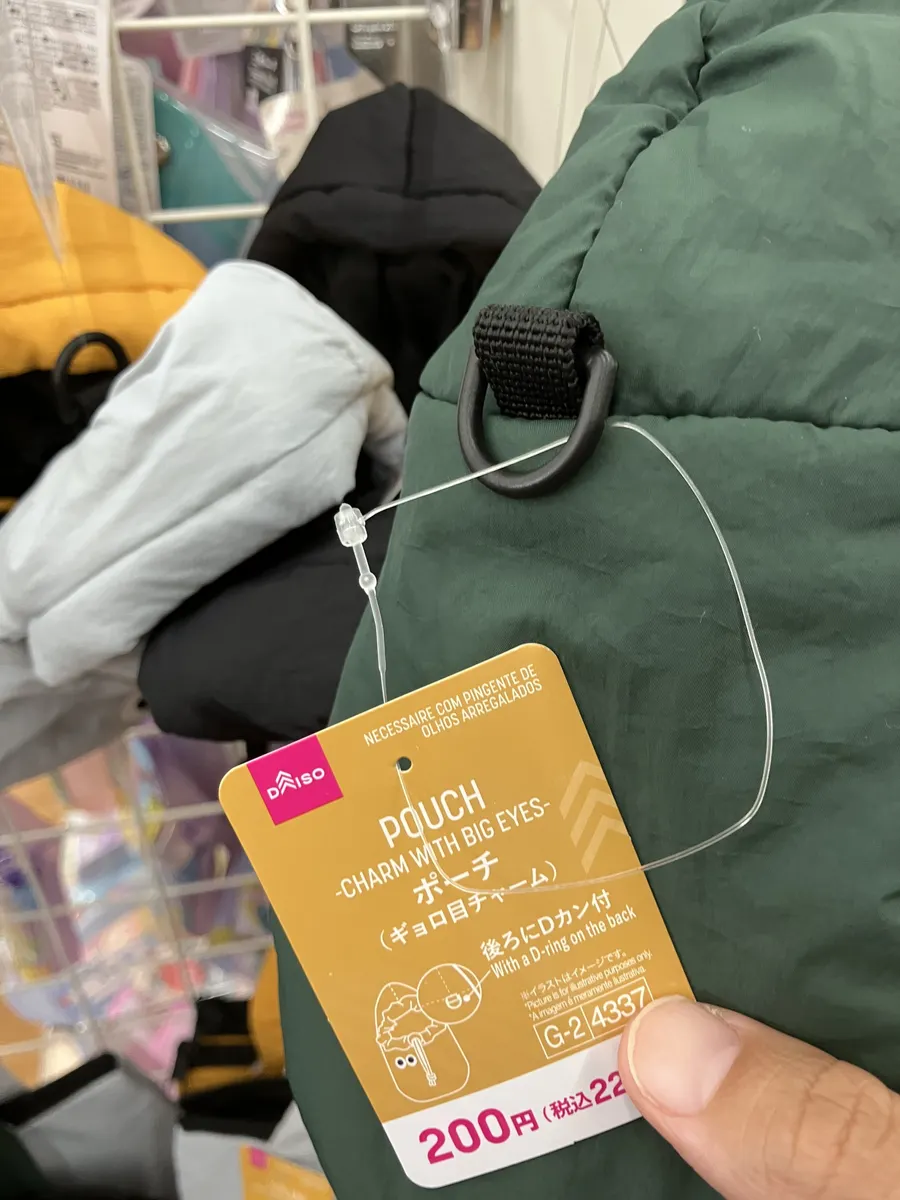 NECESSAIRE COM PINGENTE DE
OLHOS ARREGALADOS
DAISO
POUCH
-CHARM WITH BIG EYES-
ポーチ
(ギョロ目チャーム)
後ろにDカン付
With a D-ring on the back
※イラストはイメージです。
*Picture is for illustrative purposes only.
*A imagem é meramente ilustrativa.
G-2 4337
200円(税込22